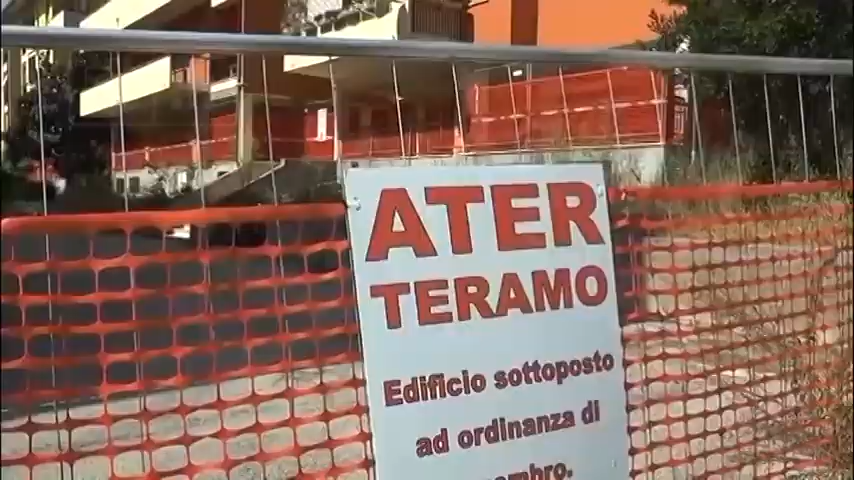 ATER
TERAMO
Edificio sottoposto
ad ordinanza di